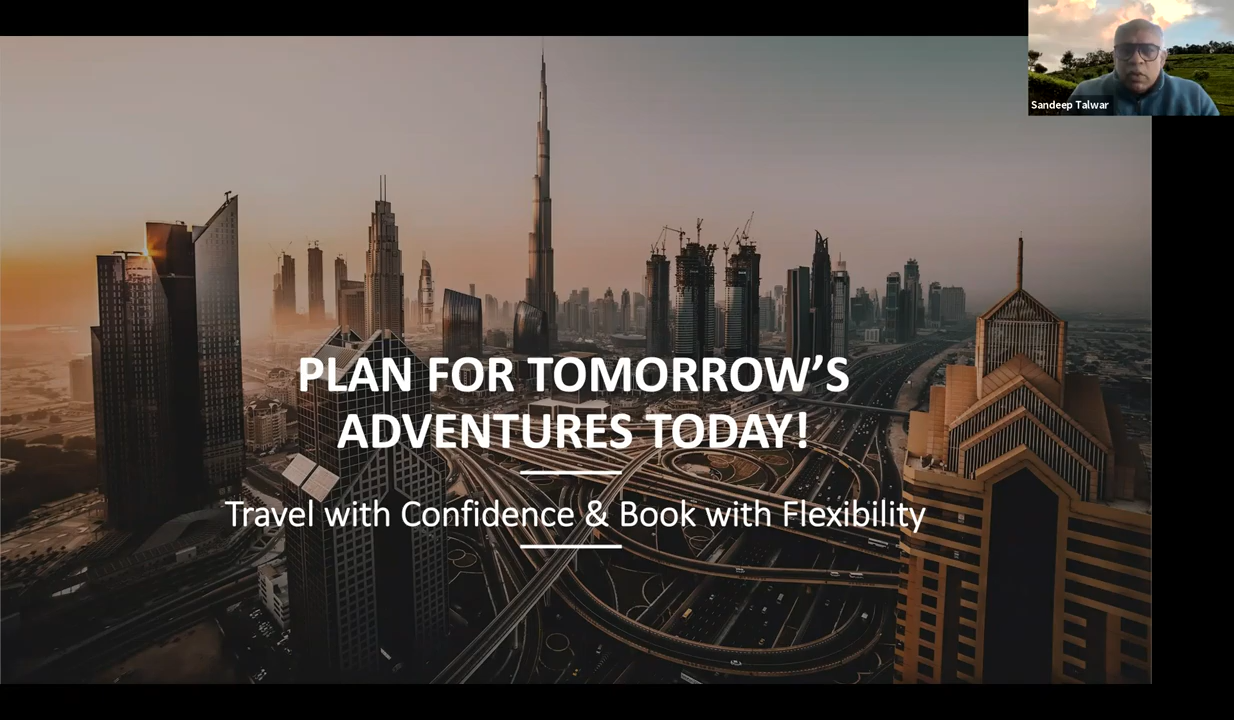 Sandeep Talwar
PLAN FOR TOMORROW’S
ADVENTURES TODAY!
Travel with Confidence & Book with Flexibility